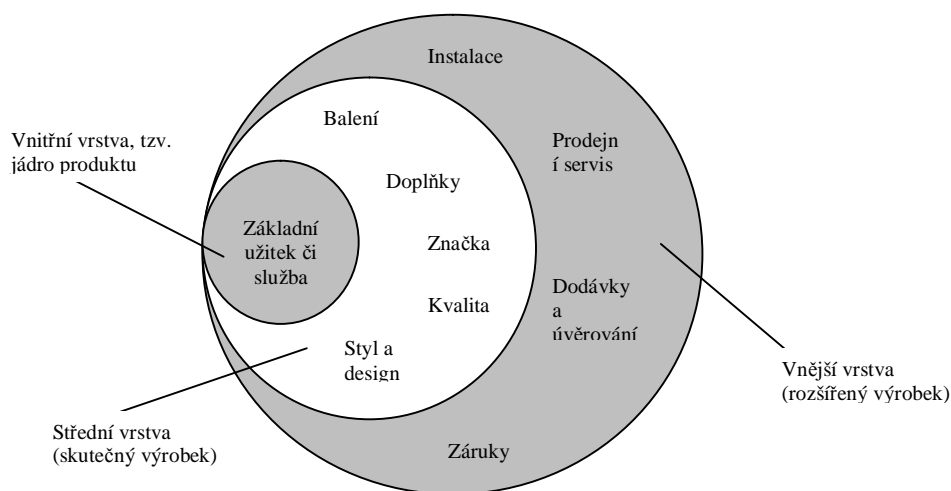 Instalace
Balení
Vnitřní vrstva, tzv.
jádro produktu
Prodejn
í servis
Doplňky
Základní
užitek či
služba
Značka
Kvalita
Dodávky
a
úvěrování
Styl a
design
Vnější vrstva
(rozšířený výrobek)
Střední vrstva
(skutečný výrobek)
Záruky